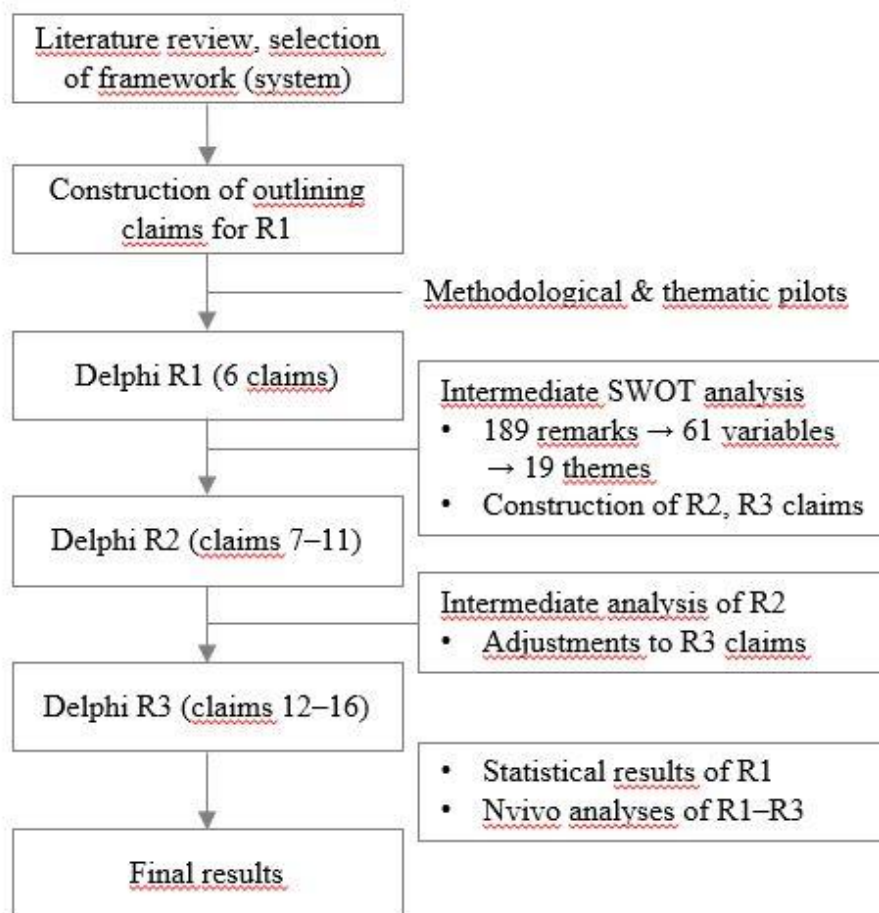 Literature review, selection
of framework (system)
Construction of outlining
claims for R1
Methodological & thematic pilots
Delphi R1 (6 claims)
Intermediate SWOT analysis
• 189 remarks → 61 variables
→ 19 themes
• Construction of R2, R3 claims
Delphi R2 (claims 7–11)
Intermediate analysis of R2
• Adjustments to R3 claims
Delphi R3 (claims 12–16)
• Statistical results of R1
• Nvivo analyses of R1–R3
Final results